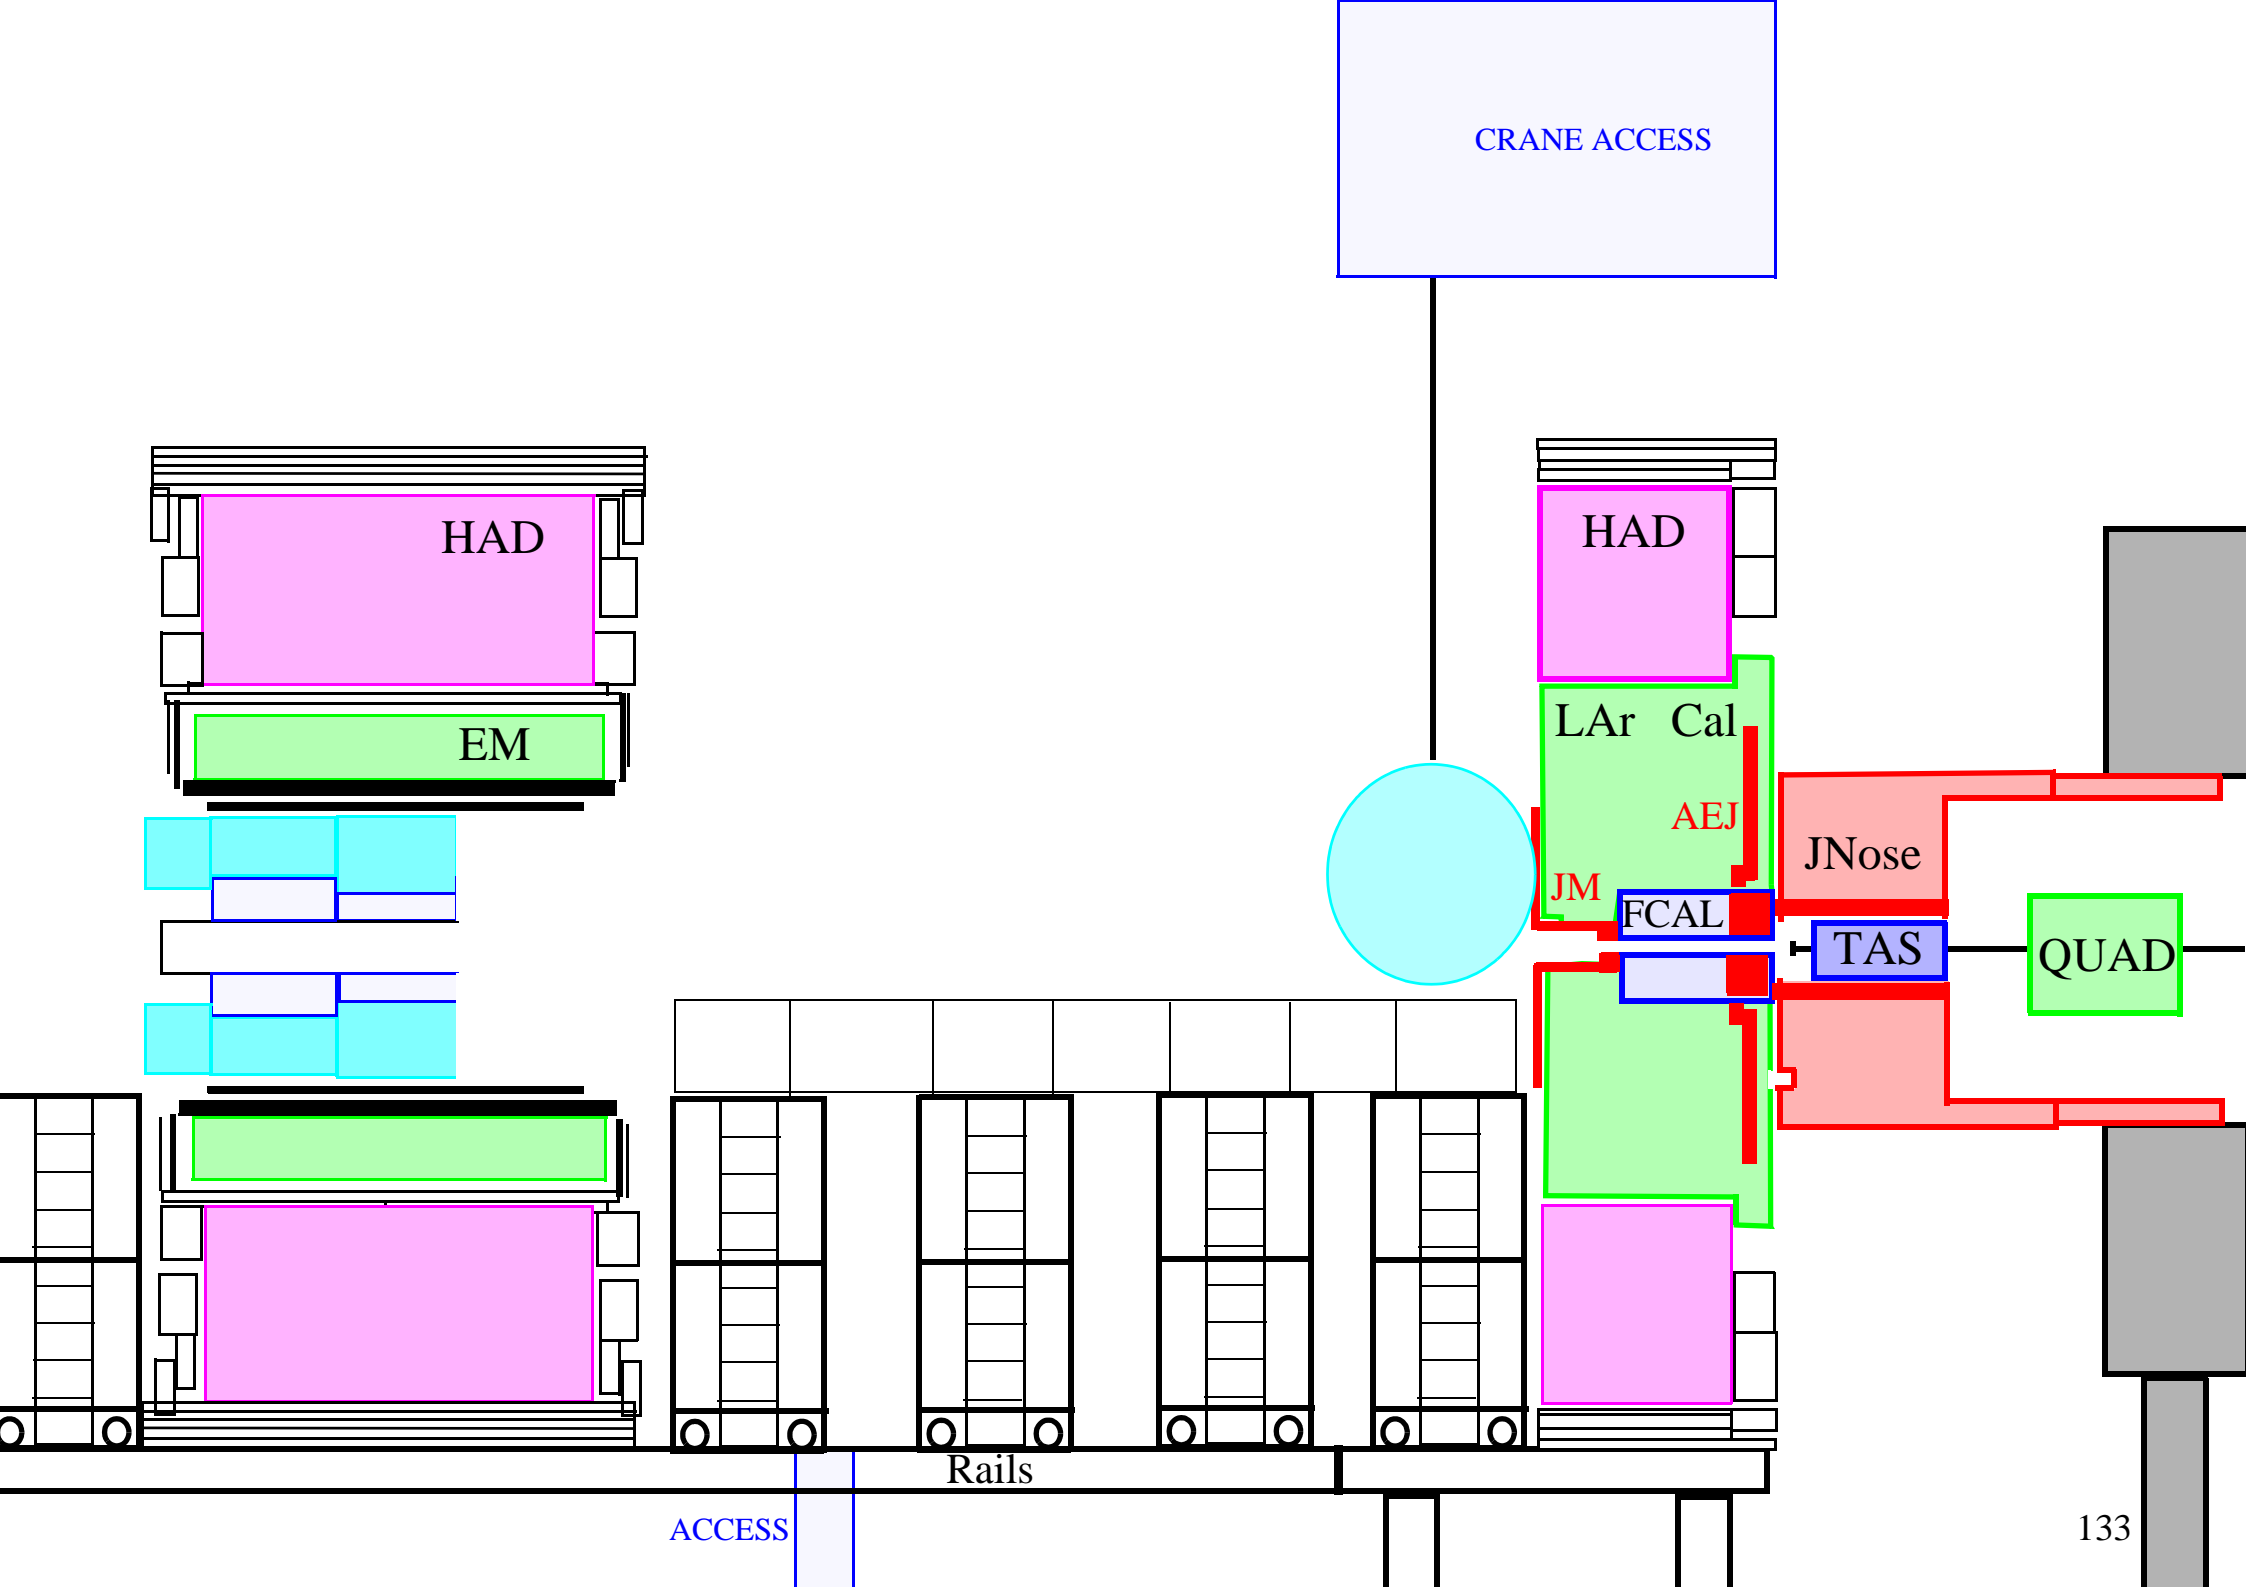 CRANE ACCESS
HAD
HAD
EM
LAr Cal
AEJ
JNose
JM
FCAL
TAS
QUAD
Rails
ACCESS
133